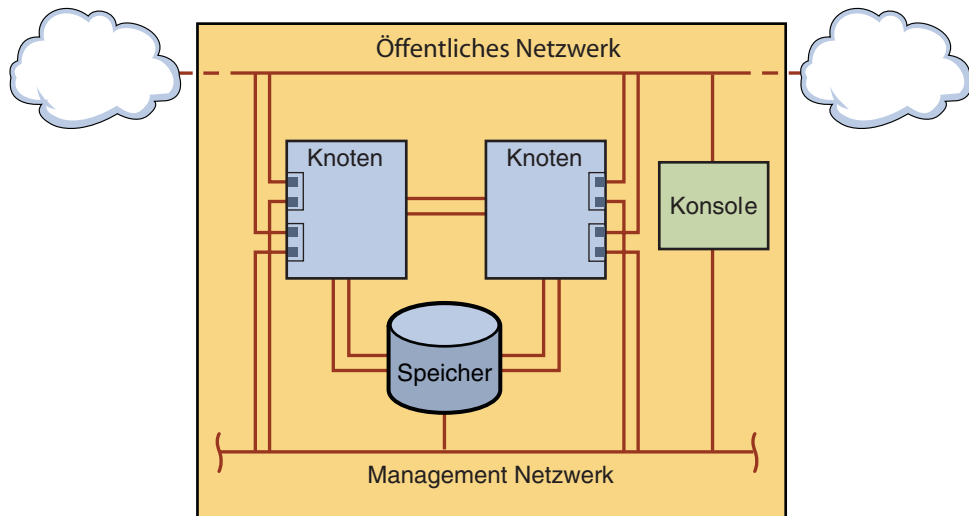 Öffentliches Netzwerk
Knoten
Knoten
Konsole
Speicher
Management Netzwerk